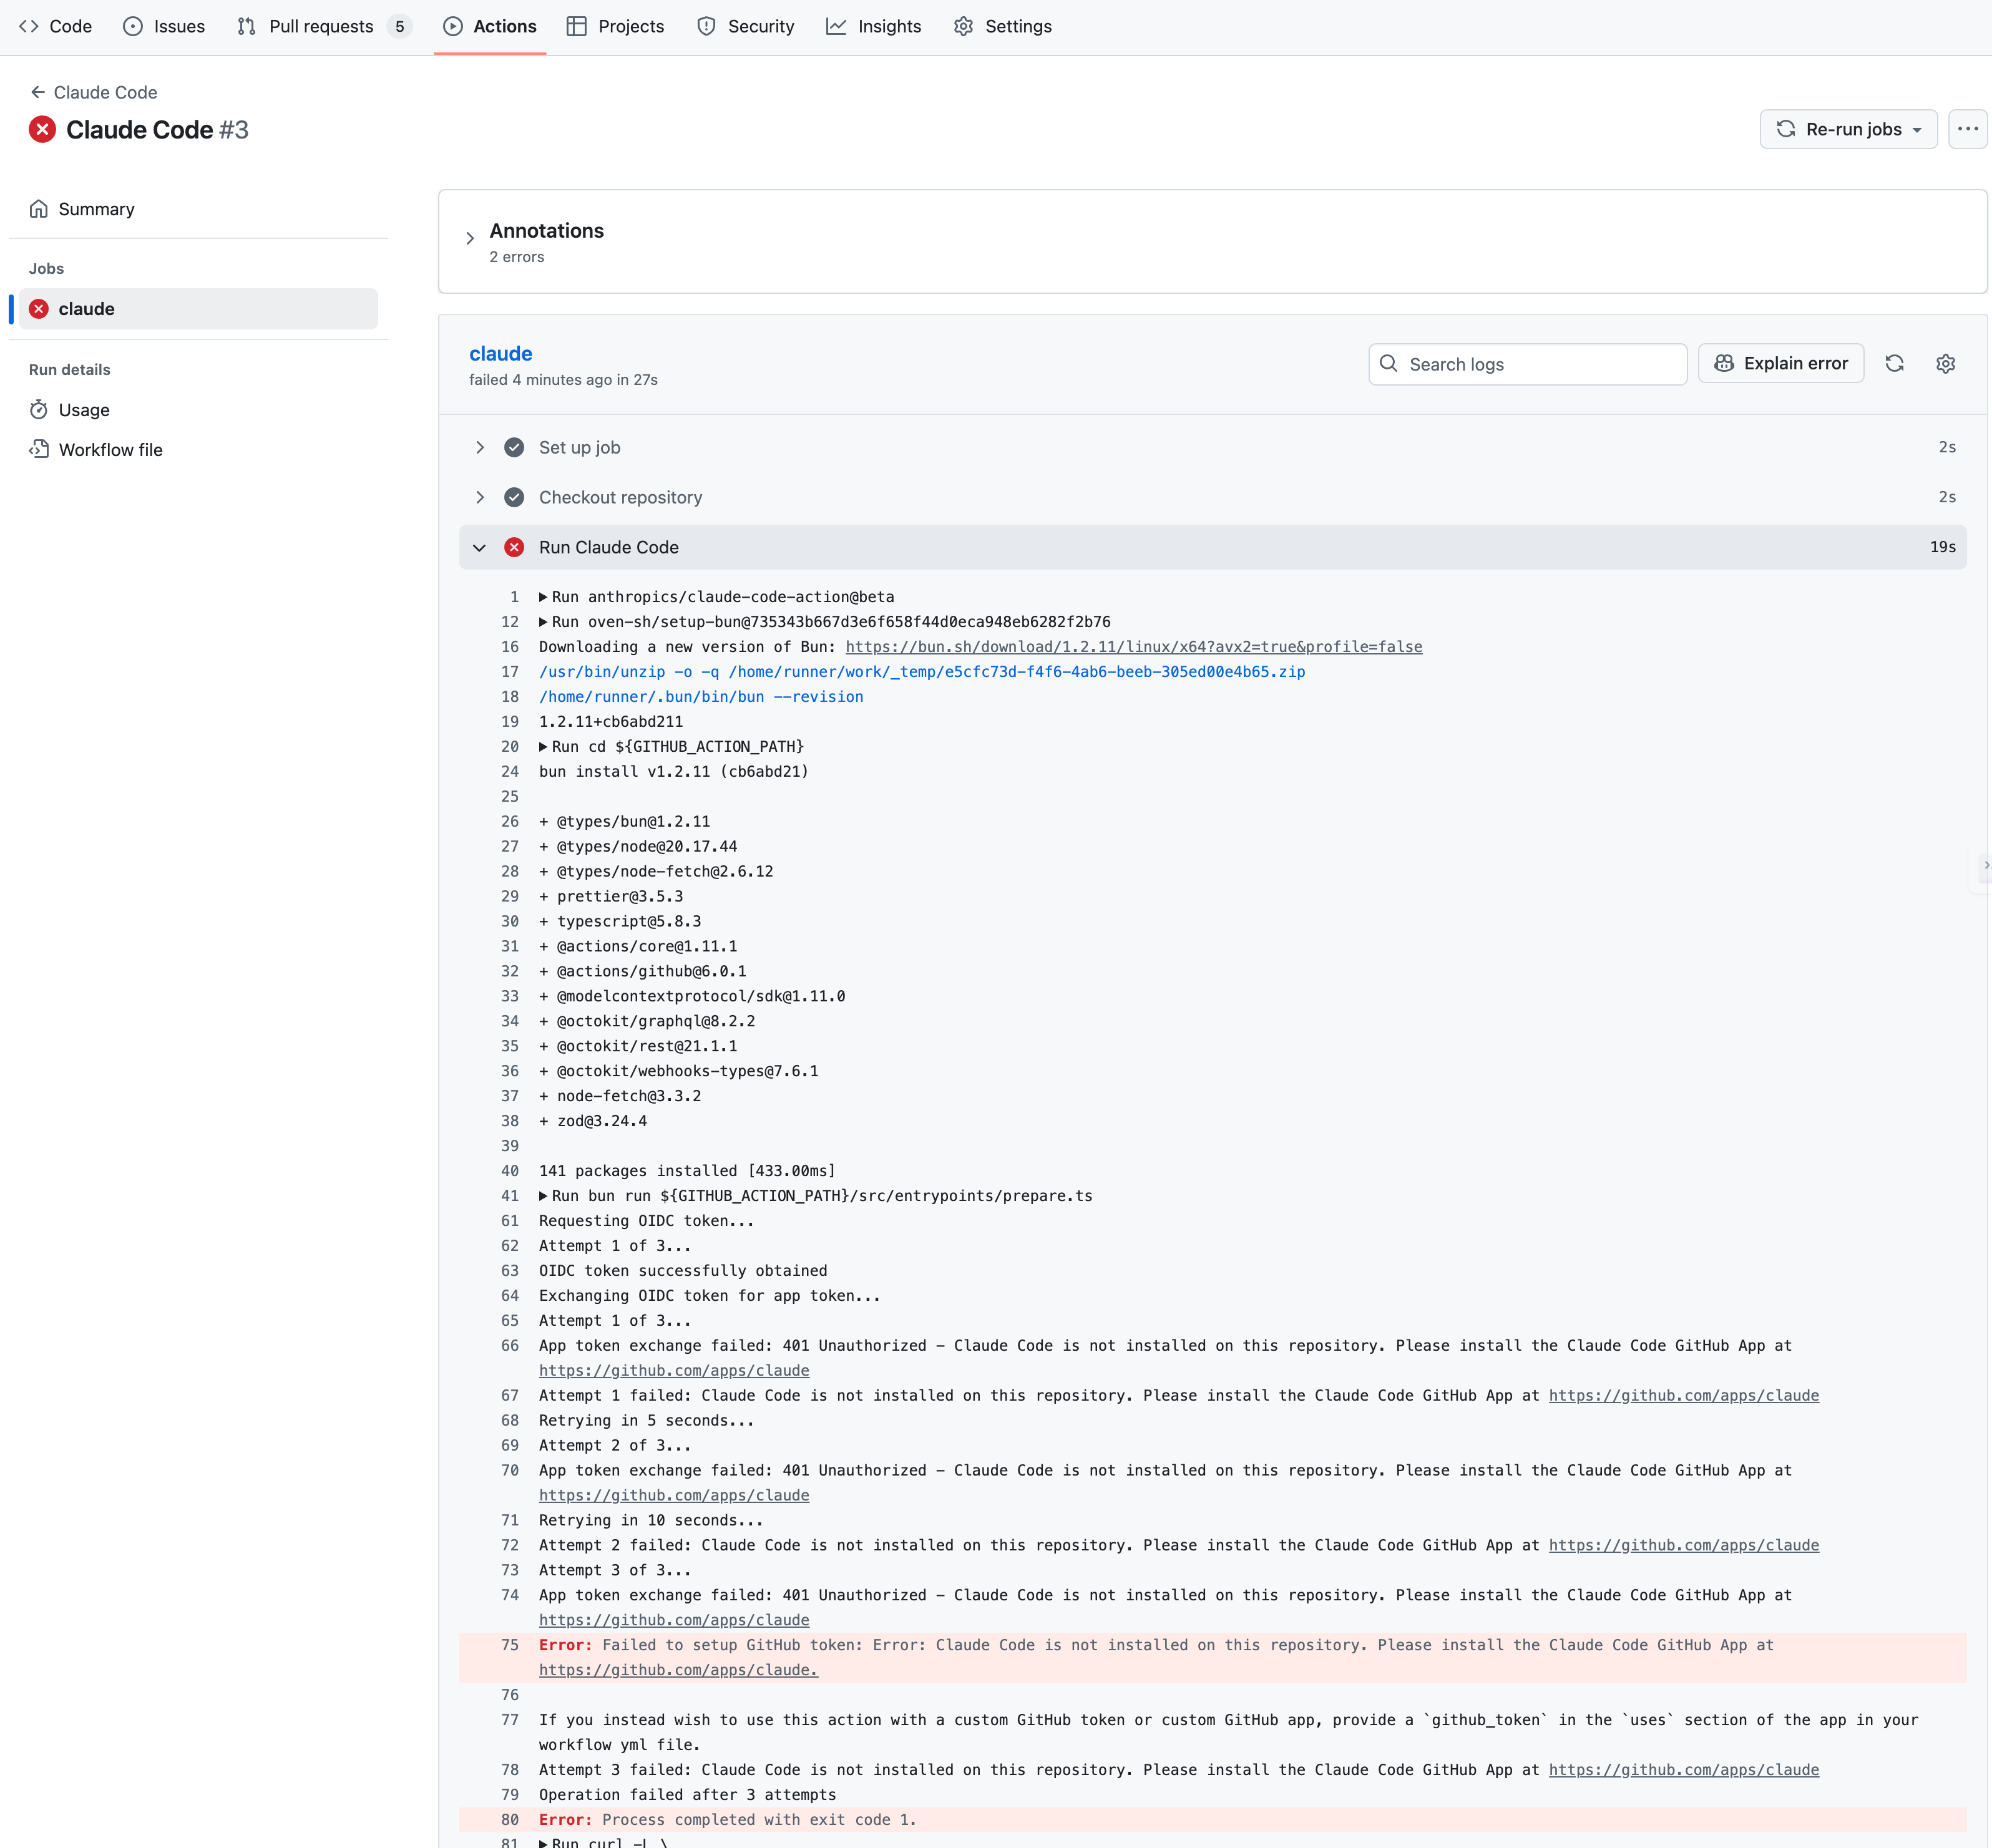 Code Issues Pull requests 5 Actions Projects Security Insights Settings
Claude Code
Claude Code #3
Re-run jobs
Summary
Jobs
claude
Run details
Usage
Workflow file
Annotations
2 errors
claude
failed 4 minutes ago in 27s
Search logs
Explain error
Set up job 2s
Checkout repository 2s
Run Claude Code 19s
1 Run anthropics/claude-code-action@beta
12 Run oven-sh/setup-bun@735343b667d3e6f658f44d0eca948eb6282f2b76
16 Downloading a new version of Bun: https://bun.sh/download/1.2.11/linux/x64?avx2=true&profile=false
17 /usr/bin/unzip -o -q /home/runner/work/_temp/e5cfc73d-f4f6-4ab6-beeb-305ed00e4b65.zip
18 /home/runner/.bun/bin/bun --revision
19 1.2.11+cb6abd211
20 Run cd ${GITHUB_ACTION_PATH}
24 bun install v1.2.11 (cb6abd21)
25
26 + @types/bun@1.2.11
27 + @types/node@20.17.44
28 + @types/node-fetch@2.6.12
29 + prettier@3.5.3
30 + typescript@5.8.3
31 + @actions/core@1.11.1
32 + @actions/github@6.0.1
33 + @modelcontextprotocol/sdk@1.11.0
34 + @octokit/graphql@8.2.2
35 + @octokit/rest@21.1.1
36 + @octokit/webhooks-types@7.6.1
37 + node-fetch@3.3.2
38 + zod@3.24.4
39
40 141 packages installed [433.00ms]
41 Run bun run ${GITHUB_ACTION_PATH}/src/entrypoints/prepare.ts
61 Requesting OIDC token...
62 Attempt 1 of 3...
63 OIDC token successfully obtained
64 Exchanging OIDC token for app token...
65 Attempt 1 of 3...
66 App token exchange failed: 401 Unauthorized - Claude Code is not installed on this repository. Please install the Claude Code GitHub App at
https://github.com/apps/claude
67 Attempt 1 failed: Claude Code is not installed on this repository. Please install the Claude Code GitHub App at https://github.com/apps/claude
68 Retrying in 5 seconds...
69 Attempt 2 of 3...
70 App token exchange failed: 401 Unauthorized - Claude Code is not installed on this repository. Please install the Claude Code GitHub App at
https://github.com/apps/claude
71 Retrying in 10 seconds...
72 Attempt 2 failed: Claude Code is not installed on this repository. Please install the Claude Code GitHub App at https://github.com/apps/claude
73 Attempt 3 of 3...
74 App token exchange failed: 401 Unauthorized - Claude Code is not installed on this repository. Please install the Claude Code GitHub App at
https://github.com/apps/claude
75 Error: Failed to setup GitHub token: Error: Claude Code is not installed on this repository. Please install the Claude Code GitHub App at
https://github.com/apps/claude.
76
77 If you instead wish to use this action with a custom GitHub token or custom GitHub app, provide a `github_token` in the `uses` section of the app in your
workflow yml file.
78 Attempt 3 failed: Claude Code is not installed on this repository. Please install the Claude Code GitHub App at https://github.com/apps/claude
79 Operation failed after 3 attempts
80 Error: Process completed with exit code 1.
81 Run curl -L \